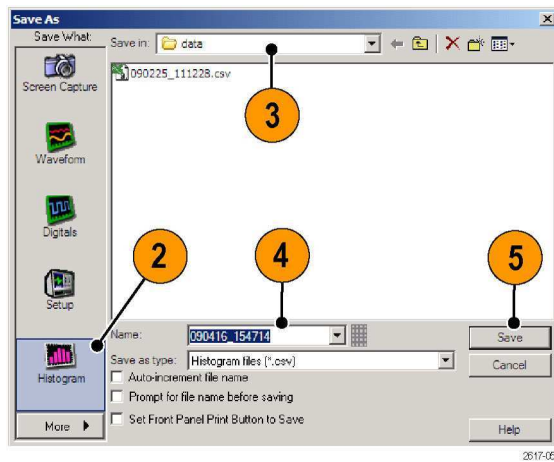 Save As
Save What:
Save in: data
Screen Capture
090225_111228.csv
3
Waveform
Digitals
2
4
5
Setup
Name: 090416_154714
Save
Save as type: Histogram files (*.csv)
Cancel
Histogram
Auto-increment file name
Prompt for file name before saving
Set Front Panel Print Button to Save
More
Help